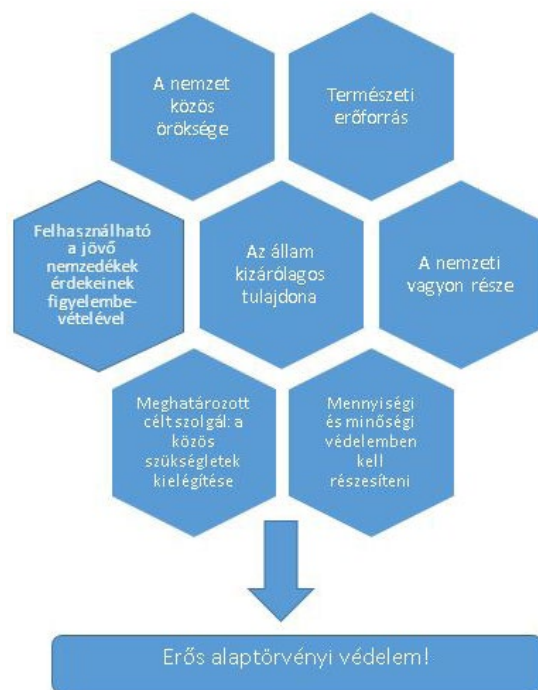 A nemzet
közös
öröksége
Természeti
erőforrás
Felhasználható
a jövő
nemzedékek
érdekeinek
figyelembe-
vételével
Az állam
kizárólagos
tulajdona
A nemzeti
vagyon része
Meghatározott
célt szolgál: a
közös
szükségletek
kielégítése
Mennyiségi
és minőségi
védelemben
kell
részesíteni
Erős alaptörvényi védelem!